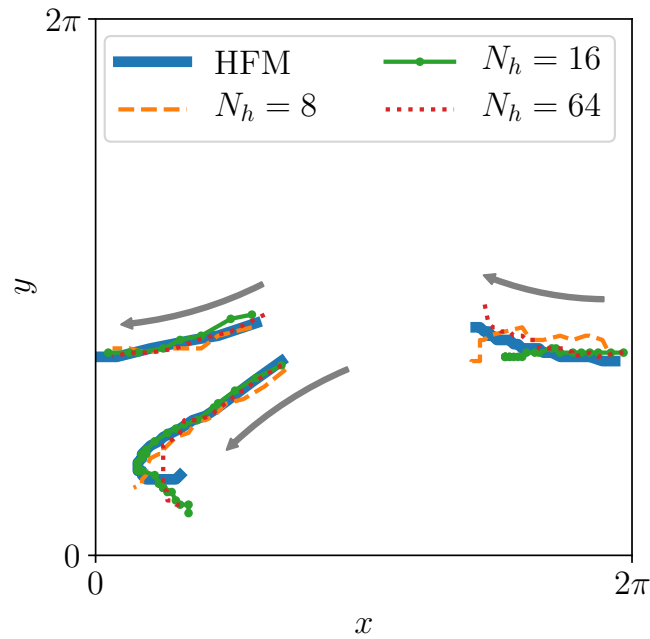 2π
HFM
N_h = 8
N_h = 16
N_h = 64
y
0
0
2π
x